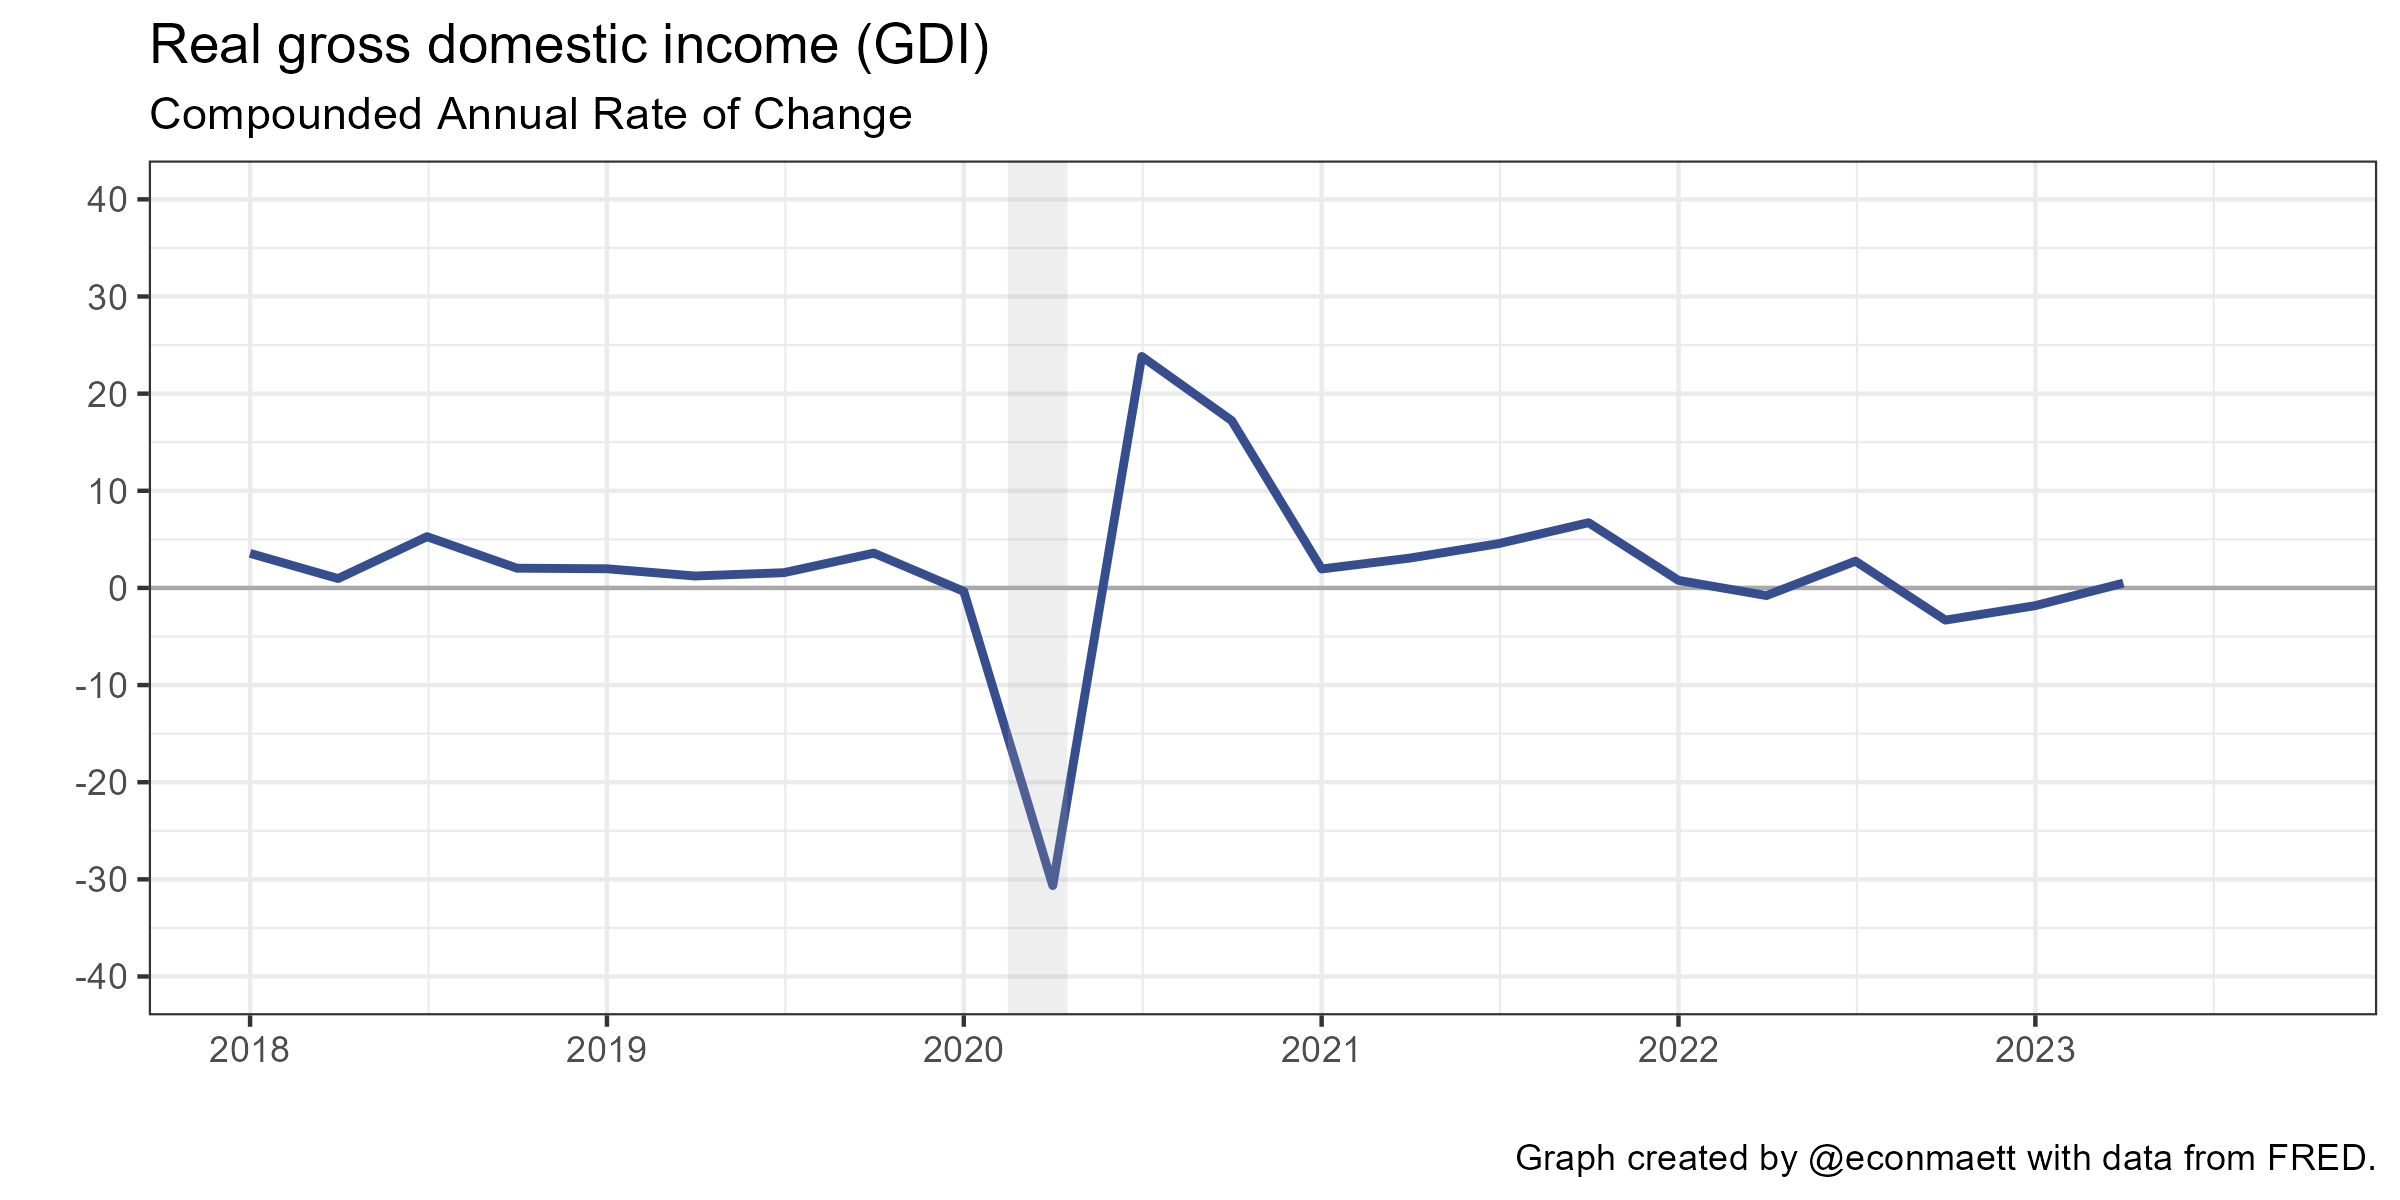 Real gross domestic income (GDI)
Compounded Annual Rate of Change
40
30
20
10
0
-10
-20
-30
-40
2018 2019 2020 2021 2022 2023
Graph created by @econmaett with data from FRED.